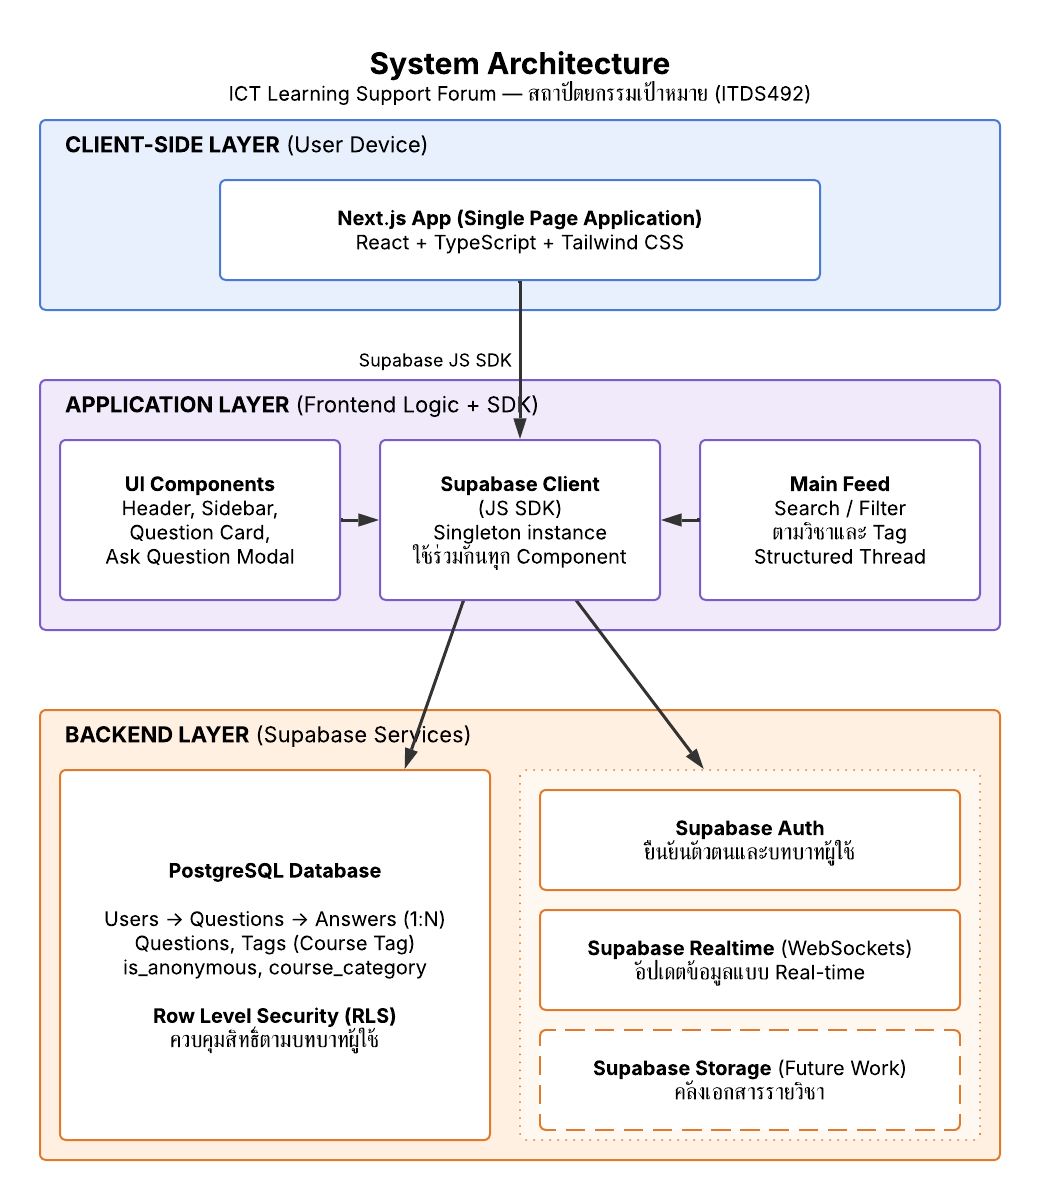 System Architecture
ICT Learning Support Forum — สถาปัตยกรรมเป้าหมาย (ITDS492)
CLIENT-SIDE LAYER (User Device)
Next.js App (Single Page Application)
React + TypeScript + Tailwind CSS
Supabase JS SDK
APPLICATION LAYER (Frontend Logic + SDK)
UI Components
Header, Sidebar,
Question Card,
Ask Question Modal
Supabase Client
(JS SDK)
Singleton instance
ใช้ร่วมกันทุก Component
Main Feed
Search / Filter
ตามวิชาและ Tag
Structured Thread
BACKEND LAYER (Supabase Services)
PostgreSQL Database
Users → Questions → Answers (1:N)
Questions, Tags (Course Tag)
is_anonymous, course_category
Row Level Security (RLS)
ควบคุมสิทธิ์ตามบทบาทผู้ใช้
Supabase Auth
ยืนยันตัวตนและบทบาทผู้ใช้
Supabase Realtime (WebSockets)
อัปเดตข้อมูลแบบ Real-time
Supabase Storage (Future Work)
คลังเอกสารรายวิชา